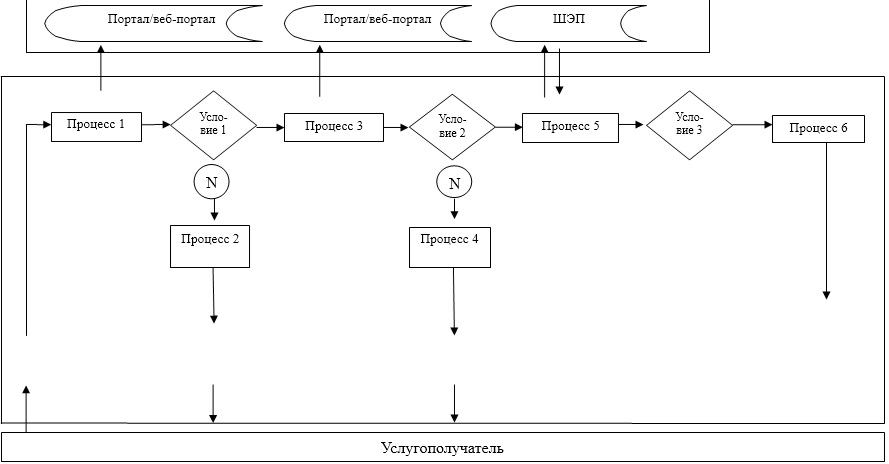 Портал/веб-портал
Портал/веб-портал
ШЭП
Процесс 1
Усло-
вие 1
Процесс 3
Усло-
вие 2
Процесс 5
Усло-
вие 3
Процесс 6
N
N
Процесс 2
Процесс 4
Услугополучатель